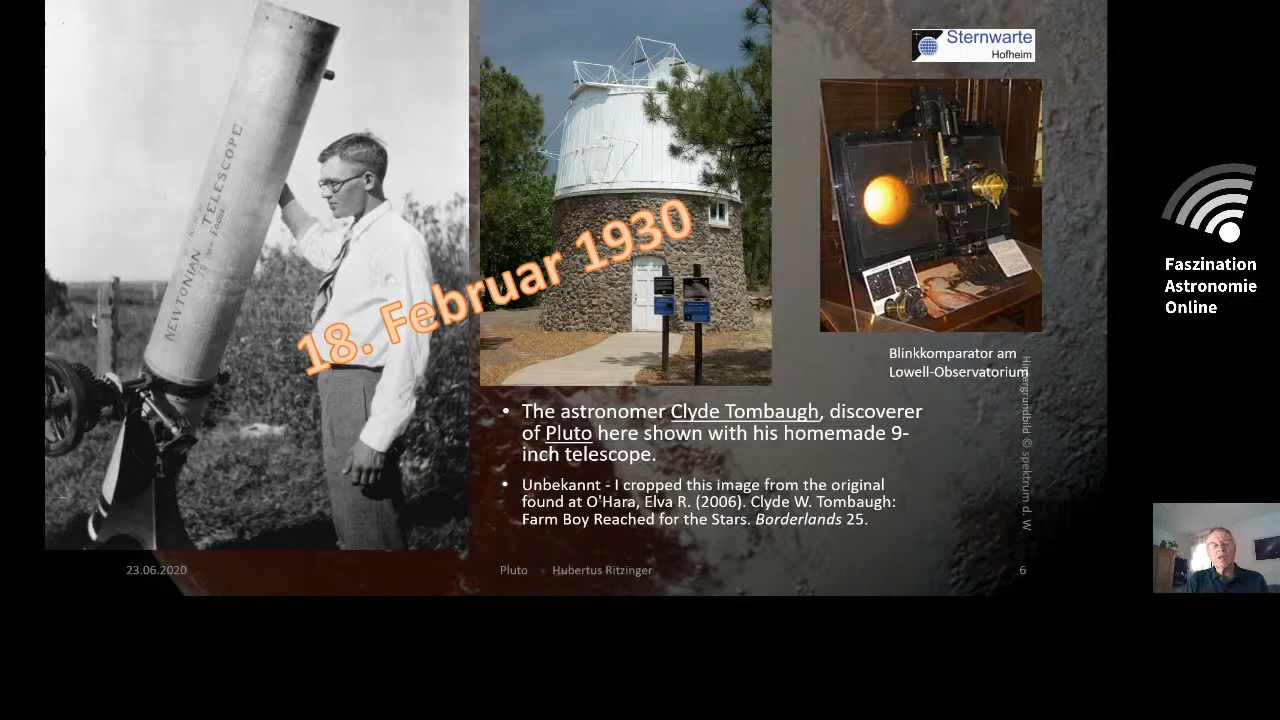 Sternwarte
Hofheim
NEWTONIAN TELESCOPE
18. Februar 1930
Faszination
Astronomie
Online
Blinkkomparator am
Lowell-Observatorium
Hintergrundbild © spektrum d. W
• The astronomer Clyde Tombaugh, discoverer
of Pluto here shown with his homemade 9-
inch telescope.
• Unbekannt - I cropped this image from the original
found at O'Hara, Elva R. (2006). Clyde W. Tombaugh:
Farm Boy Reached for the Stars. Borderlands 25.
23.06.2020
Pluto
Hubertus Ritzinger
6